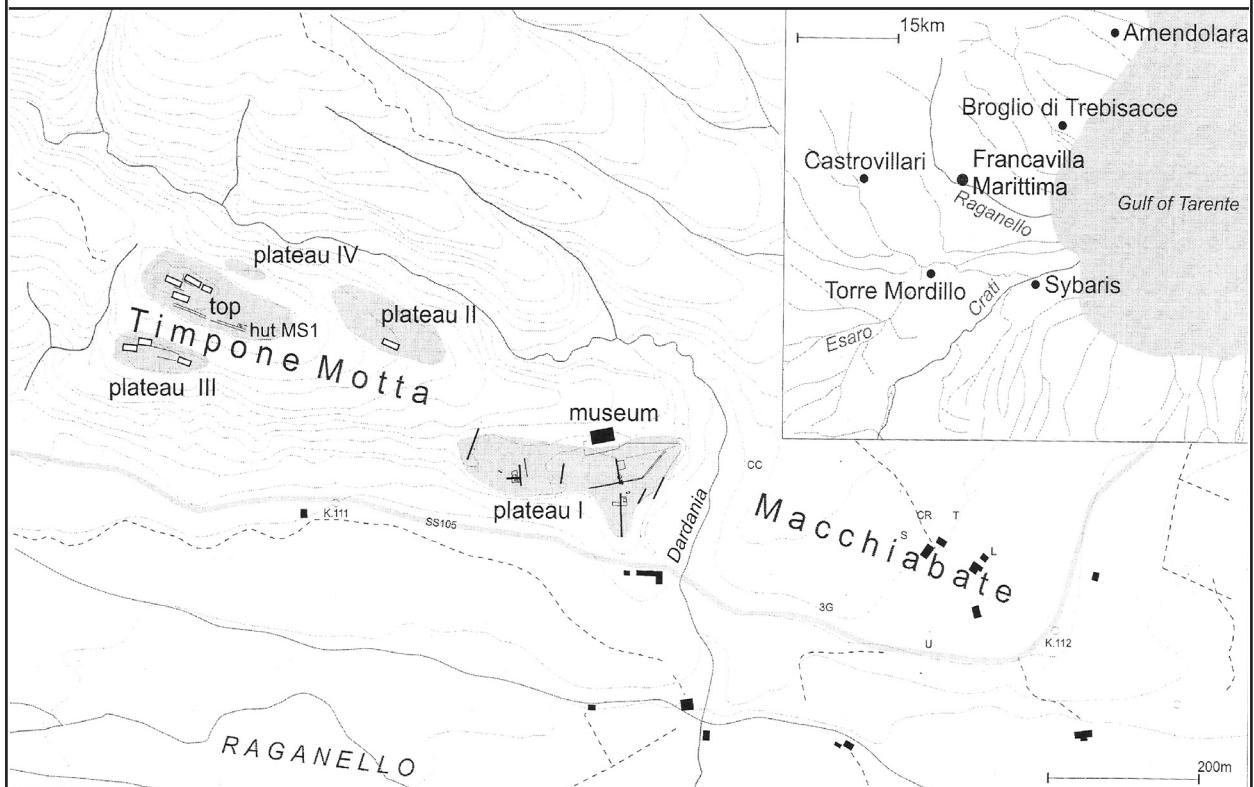 15km
Amendolara
Broglio di Trebisacce
Castrovillari
Francavilla
Marittima
Raganello
Gulf of Tarente
Torre Mordillo
Crati
Sybaris
Esaro
plateau IV
top
hut MS1
plateau II
Timpone Motta
plateau III
museum
plateau I
Dardania
CC
Macchiabate
CR
T
S
L
K.111
SS105
3G
U
K.112
RAGANELLO
200m